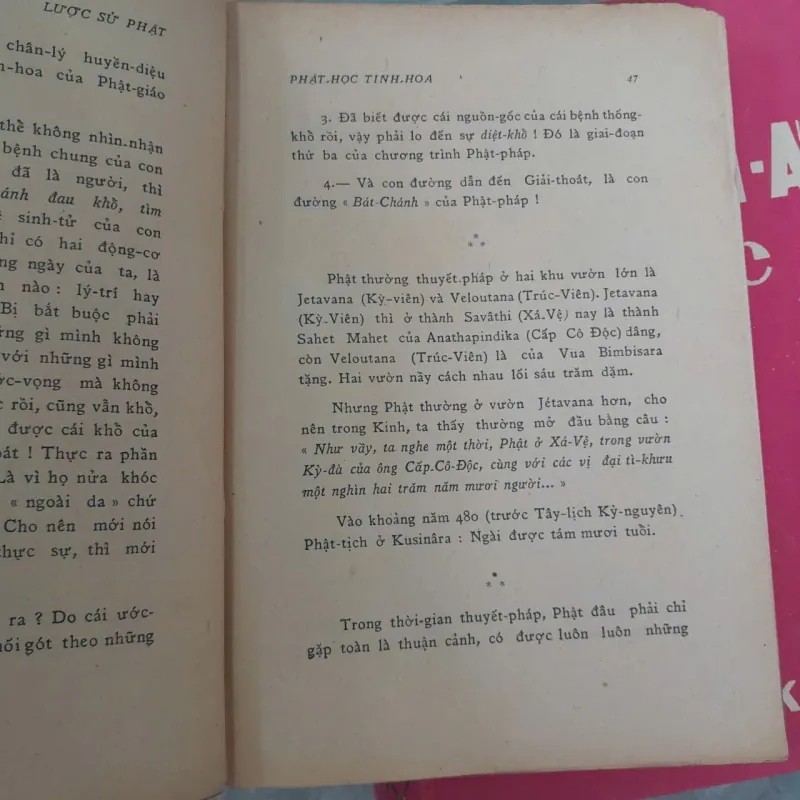 LƯỢC SỬ PHẬT
chân-lý huyền-diệu
h-hoa của Phật-giáo
thể không nhìn-nhận
bệnh chung của con
đã là người, thì
ánh đau khổ, tìm
sinh-tử của con
hỉ có hai động-cơ
ng ngày của ta, là
nào : lý-trí hay
Bị bắt buộc phải
ững gì mình không
với những gì mình
ớc-vọng mà không
c rồi, cũng vẫn khổ,
được cái khổ của
oát ! Thực ra phần
Là vì họ nửa khóc
« ngoài da » chứ
Cho nên mới nói
thực sự, thì mới
ra ? Do cái ước-
nối gót theo những
PHẬT-HỌC TINH-HOA 47
3. Đã biết được cái nguồn-gốc của cái bệnh thống-
khổ rồi, vậy phải lo đến sự diệt-khổ ! Đó là giai-đoạn
thứ ba của chương trình Phật-pháp.
4.— Và con đường dẫn đến Giải-thoát, là con
đường « Bát-Chánh » của Phật-pháp !
* * *
Phật thường thuyết-pháp ở hai khu vườn lớn là
Jetavana (Kỳ-viên) và Veloutana (Trúc-Viên). Jetavana
(Kỳ-Viên) thì ở thành Savâthi (Xá-Vệ) nay là thành
Sahet Mahet của Anathapindika (Cấp Cô Độc) dâng,
còn Veloutana (Trúc-Viên) là của Vua Bimbisara
tặng. Hai vườn nầy cách nhau lối sáu trăm dặm.
Nhưng Phật thường ở vườn Jétavana hơn, cho
nên trong Kinh, ta thấy thường mở đầu bằng câu :
« Như vầy, ta nghe một thời, Phật ở Xá-Vệ, trong vườn
Kỳ-đà của ông Cấp-Cô-Độc, cùng với các vị đại tì-khưu
một nghìn hai trăm năm mươi người... »
Vào khoảng năm 480 (trước Tây-lịch Kỷ-nguyên)
Phật-tịch ở Kusinâra : Ngài được tám mươi tuổi.
* * *
Trong thời-gian thuyết-pháp, Phật đâu phải chỉ
gặp toàn là thuận cảnh, có được luôn luôn những